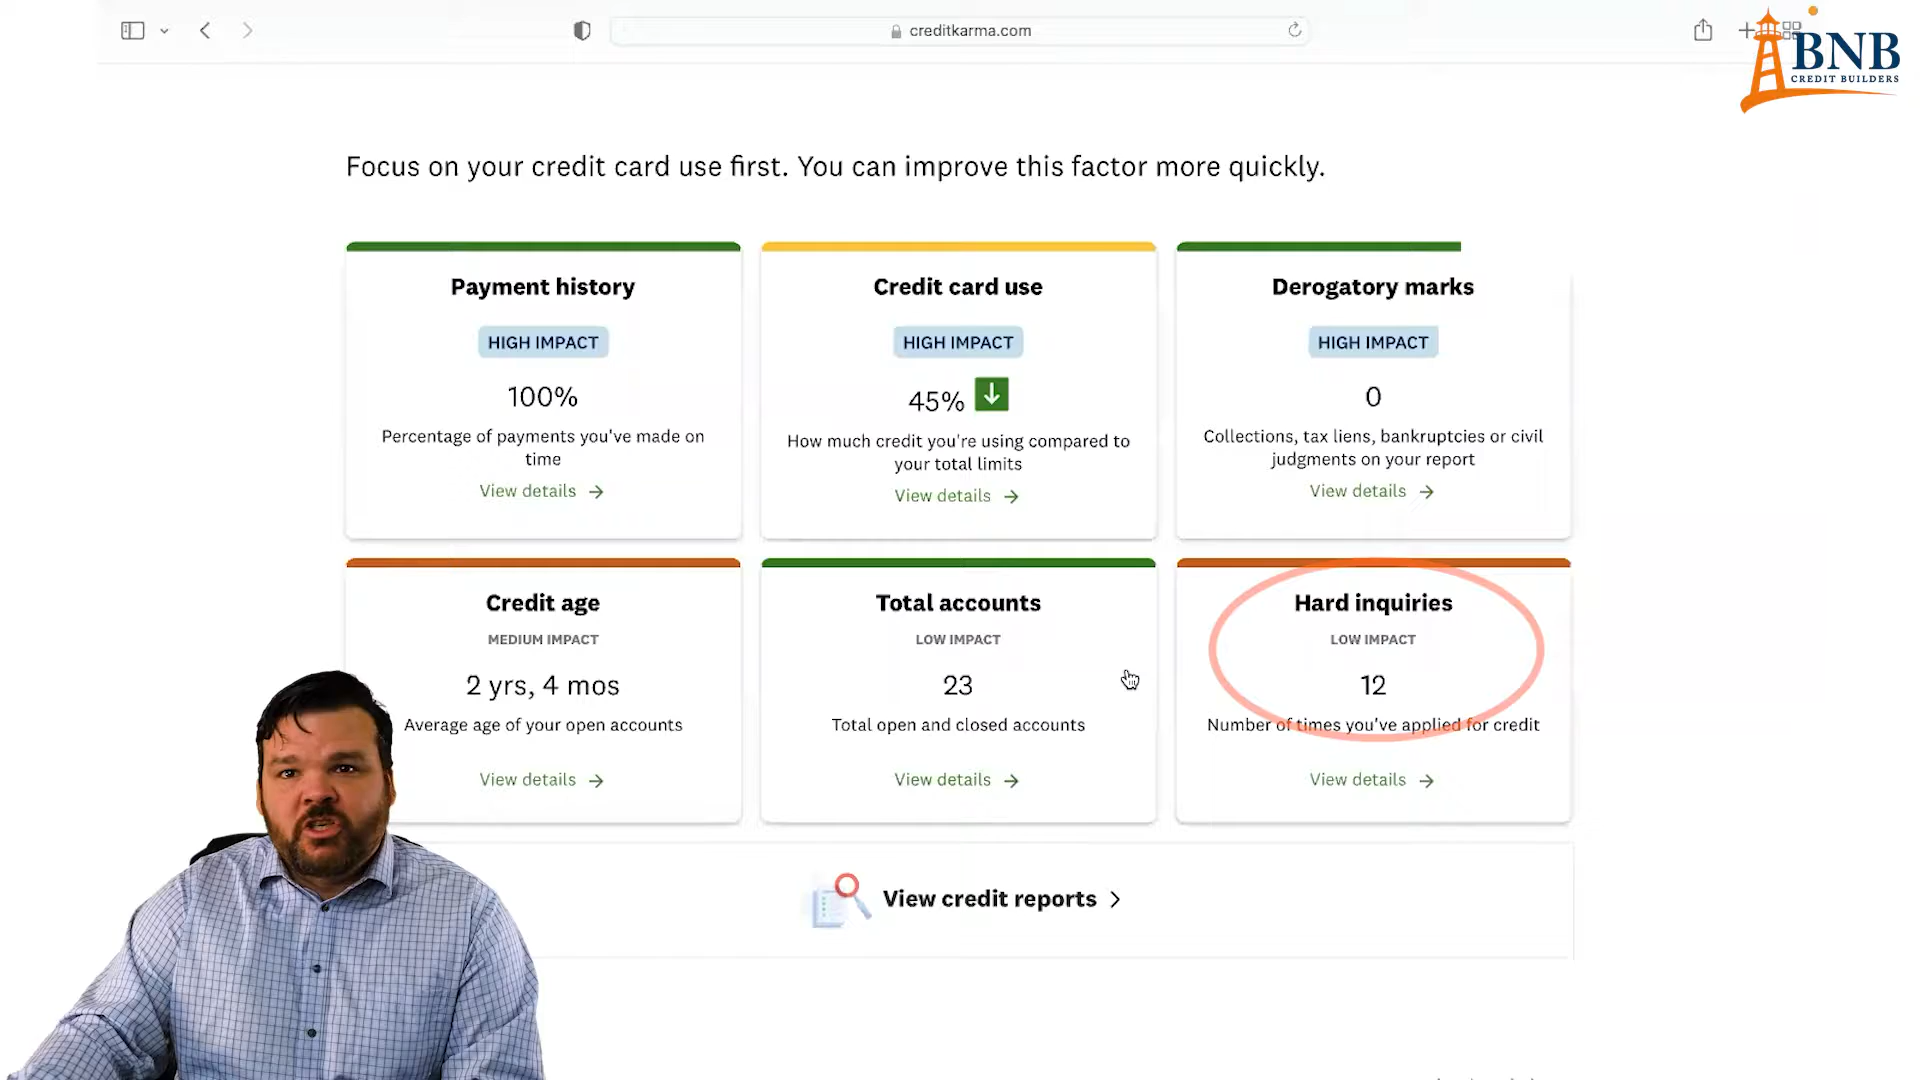 creditkarma.com
BNB
CREDIT BUILDERS
Focus on your credit card use first. You can improve this factor more quickly.
Payment history
HIGH IMPACT
100%
Percentage of payments you've made on
time
View details
Credit card use
HIGH IMPACT
45%
How much credit you're using compared to
your total limits
View details
Derogatory marks
HIGH IMPACT
0
Collections, tax liens, bankruptcies or civil
judgments on your report
View details
Credit age
MEDIUM IMPACT
2 yrs, 4 mos
Average age of your open accounts
View details
Total accounts
LOW IMPACT
23
Total open and closed accounts
View details
Hard inquiries
LOW IMPACT
12
Number of times you've applied for credit
View details
View credit reports